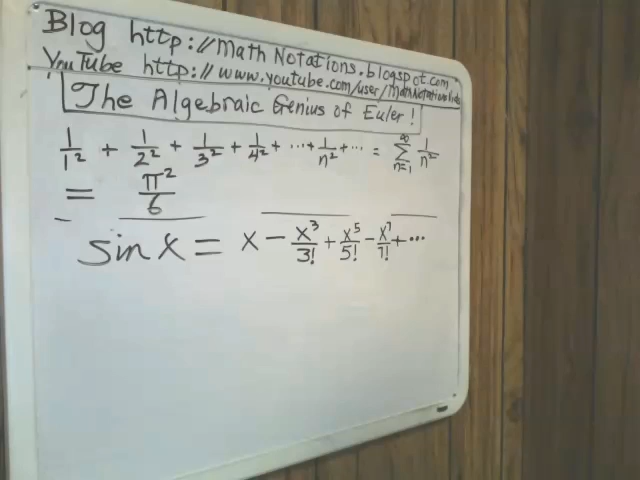 Blog http://MathNotations.blogspot.com
YouTube http://www.youtube.com/user/MathNotationsVids
The Algebraic Genius of Euler!
1/1² + 1/2² + 1/3² + 1/4² + ... + 1/n² + ... = ∑_{n=1}^{∞} 1/n²
= π²/6
sin x = x - x³/3! + x⁵/5! - x⁷/7! + ...